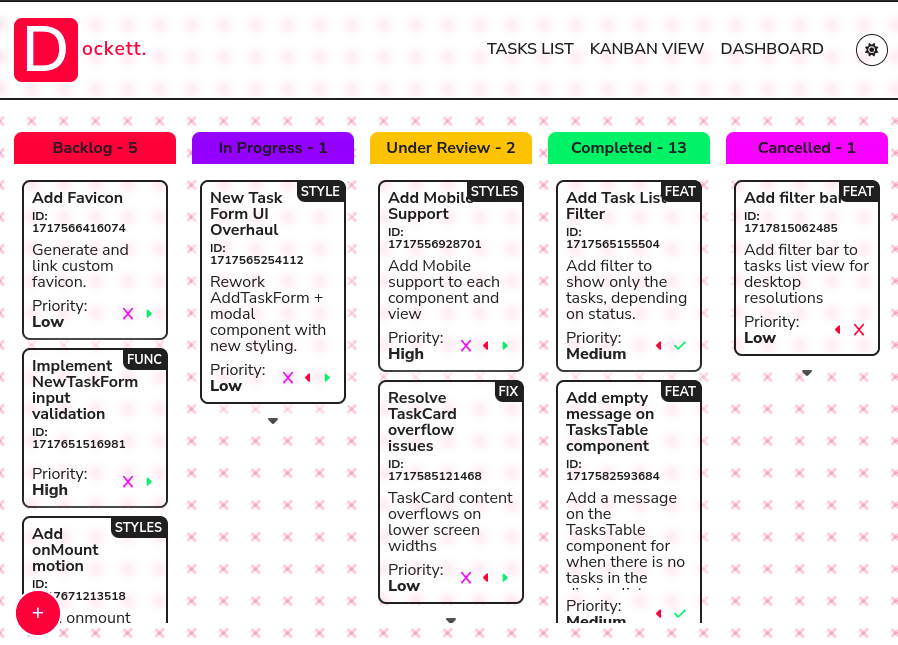 D ockett.
TASKS LIST KANBAN VIEW DASHBOARD
Backlog - 5
Add Favicon
ID:
1717566416074
Generate and
link custom
favicon.
Priority:
Low
FUNC
Implement
NewTaskForm
input
validation
ID:
1717651516981
Priority:
High
STYLES
Add
onMount
motion
ID:
7671213518
onmount
+
In Progress - 1
STYLE
New Task
Form UI
Overhaul
ID:
1717565254112
Rework
AddTaskForm +
modal
component with
new styling.
Priority:
Low
Under Review - 2
STYLES
Add Mobile
Support
ID:
1717556928701
Add Mobile
support to each
component and
view
Priority:
High
FIX
Resolve
TaskCard
overflow
issues
ID:
1717585121468
TaskCard content
overflows on
lower screen
widths
Priority:
Low
Completed - 13
FEAT
Add Task List
Filter
ID:
1717565155504
Add filter to
show only the
tasks, depending
on status.
Priority:
Medium
FEAT
Add empty
message on
TasksTable
component
ID:
1717582593684
Add a message
on the
TasksTable
component for
when there is no
tasks in the
Priority:
Medium
Cancelled - 1
FEAT
Add filter bar
ID:
1717815062485
Add filter bar to
tasks list view for
desktop
resolutions
Priority:
Low